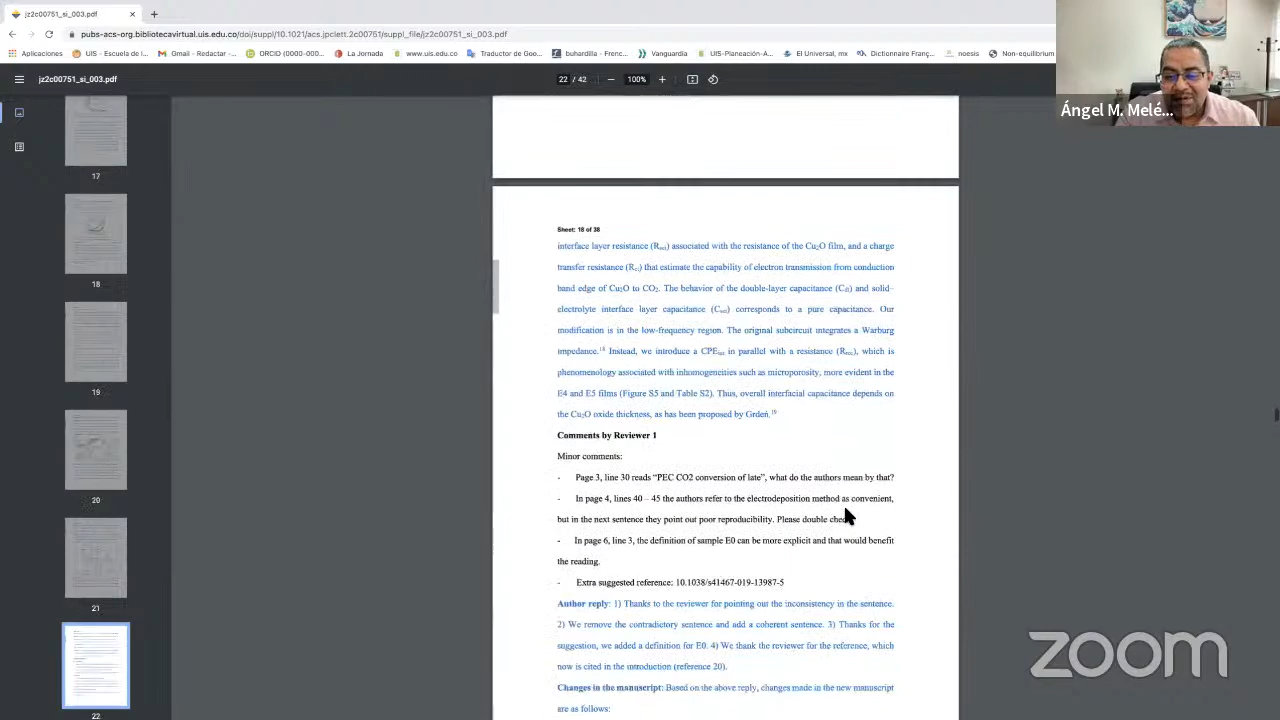 jz2c00751_si_003.pdf
pubs-acs-org.bibliotecavirtual.uis.edu.co/doi/suppl/10.1021/acs.jpclett.2c00751/suppl_file/jz2c00751_si_003.pdf
Aplicaciones UIS - Escuela de I... Gmail - Redactar -... ORCID (0000-000... La Jornada www.uis.edu.co Traductor de Goo... buhardilla - Frenc... Vanguardia UIS-Planeación-A... El Universal, mx Dictionnaire Franç... noesis Non-equilibrium
jz2c00751_si_003.pdf
22 / 42
100%
Ángel M. Melé...
17
18
19
20
21
22
Sheet: 18 of 38
interface layer resistance (Rsei) associated with the resistance of the Cu2O film, and a charge
transfer resistance (Rct) that estimate the capability of electron transmission from conduction
band edge of Cu2O to CO2. The behavior of the double-layer capacitance (Cdl) and solid–
electrolyte interface layer capacitance (Csei) corresponds to a pure capacitance. Our
modification is in the low-frequency region. The original subcircuit integrates a Warburg
impedance.18 Instead, we introduce a CPE in parallel with a resistance, which is
phenomenology associated with inhomogeneities such as microporosity, more evident in the
E4 and E5 films (Figure S5 and Table S2). Thus, overall interfacial capacitance depends on
the Cu2O oxide thickness, as has been proposed by Grdeń.19
Comments by Reviewer 1
Minor comments:
- Page 3, line 30 reads “PEC CO2 conversion of late”, what do the authors mean by that?
- In page 4, lines 40 – 45 the authors refer to the electrodeposition method as convenient,
but in the next sentence they point out poor reproducibility. Please double che
- In page 6, line 3, the definition of sample E0 can be more explicit and that would benefit
the reading.
- Extra suggested reference: 10.1038/s41467-019-13987-5
Author reply: 1) Thanks to the reviewer for pointing out the inconsistency in the sentence.
2) We remove the contradictory sentence and add a coherent sentence. 3) Thanks for the
suggestion, we added a definition for E0. 4) We thank the reviewer for the reference, which
now is cited in the introduction (reference 20).
Changes in the manuscript: Based on the above reply, changes made in the new manuscript
are as follows:
zoom